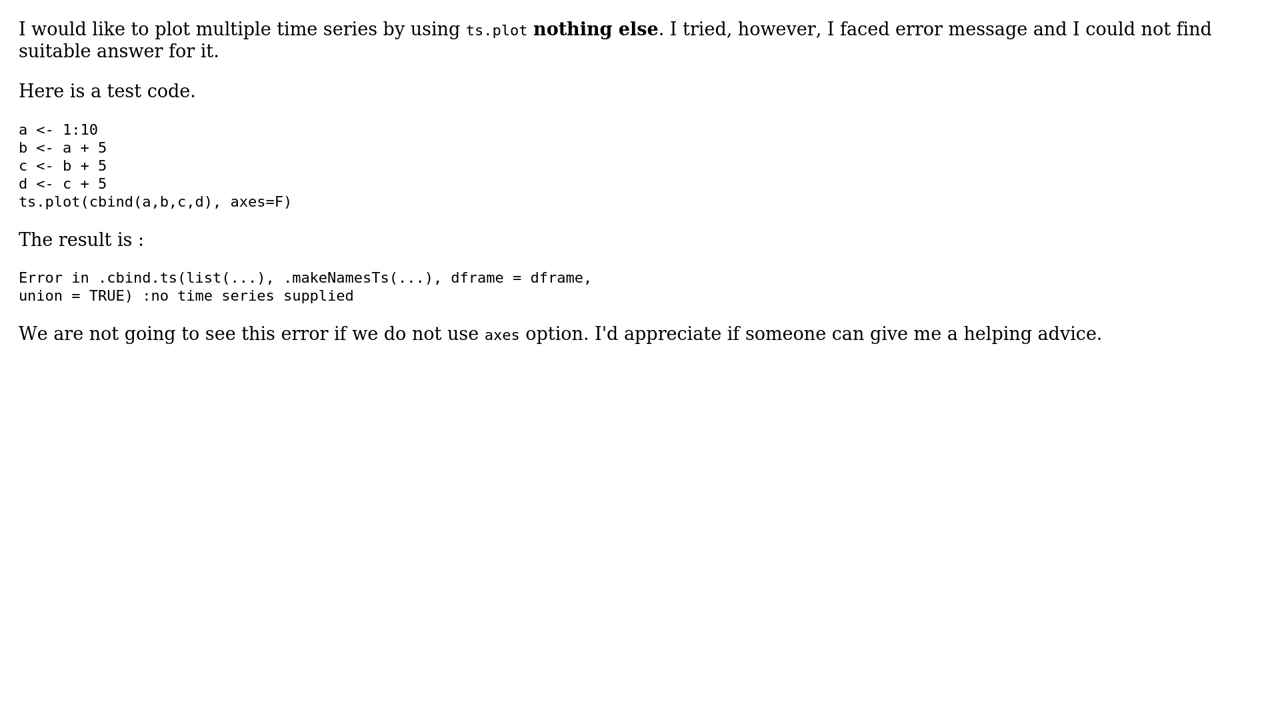 I would like to plot multiple time series by using ts.plot nothing else. I tried, however, I faced error message and I could not find
suitable answer for it.
Here is a test code.
a <- 1:10
b <- a + 5
c <- b + 5
d <- c + 5
ts.plot(cbind(a,b,c,d), axes=F)
The result is :
Error in .cbind.ts(list(...), .makeNamesTs(...), dframe = dframe,
union = TRUE) :no time series supplied
We are not going to see this error if we do not use axes option. I'd appreciate if someone can give me a helping advice.